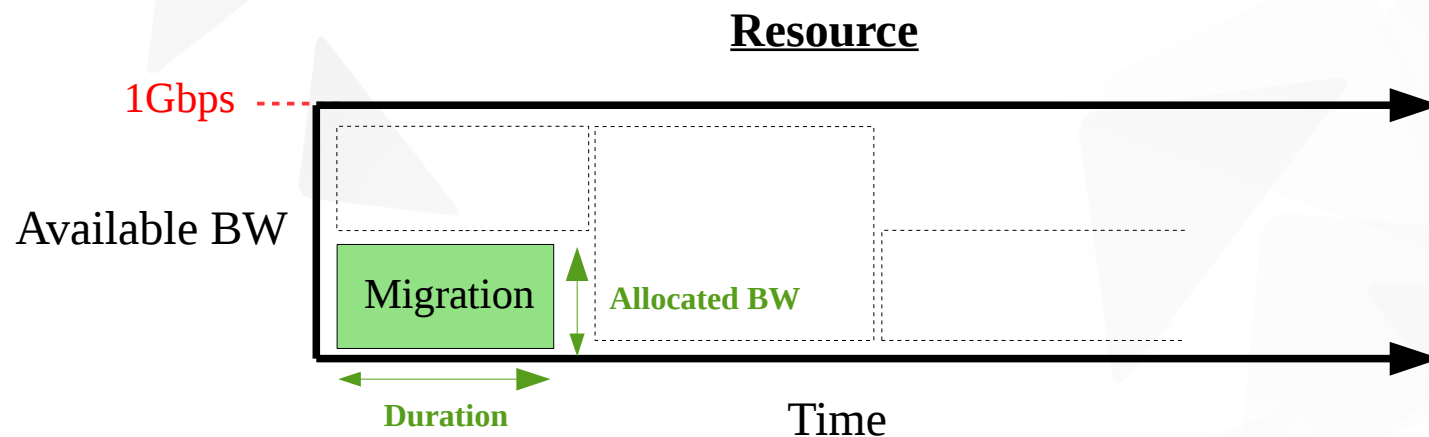 Resource
1Gbps
Available BW
Migration
Allocated BW
Duration
Time